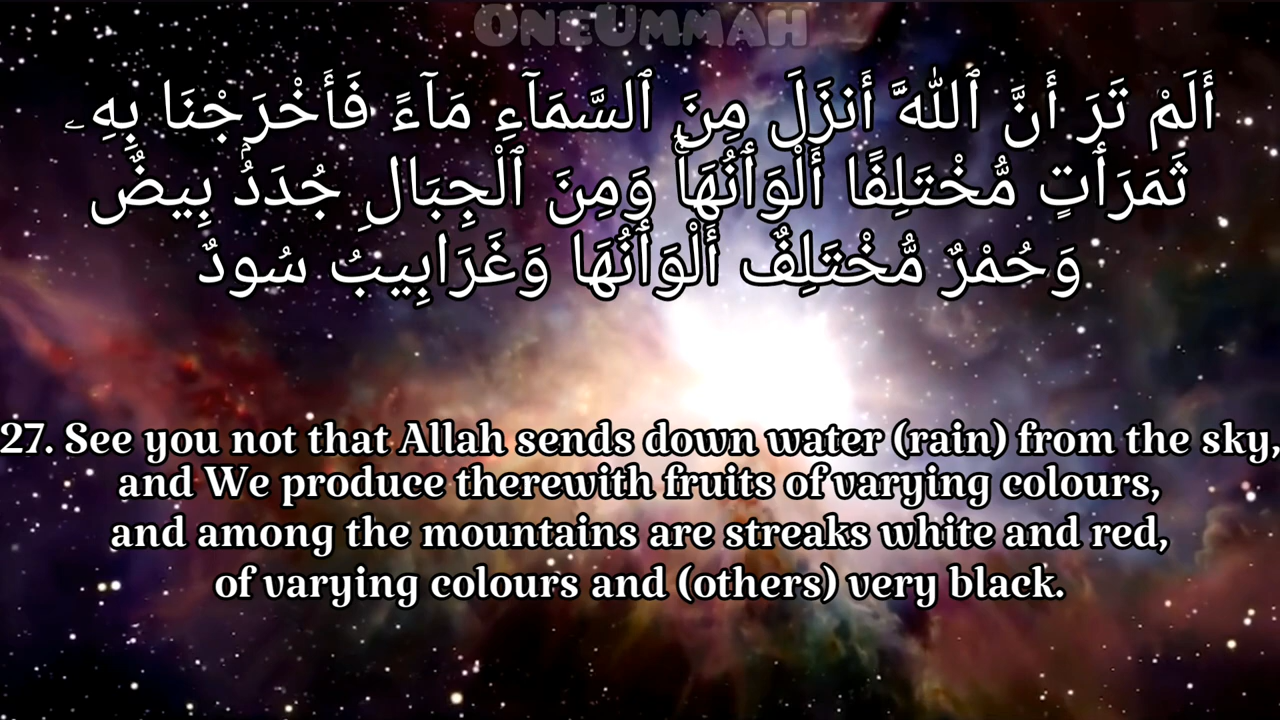 OneUmmah
أَلَمْ تَرَ أَنَّ ٱللَّهَ أَنزَلَ مِنَ ٱلسَّمَآءِ مَآءً فَأَخْرَجْنَا بِهِۦ
ثَمَرَٰتٍ مُّخْتَلِفًا أَلْوَٰنُهَاۚ وَمِنَ ٱلْجِبَالِ جُدَدٌۢ بِيضٌ
وَحُمْرٌ مُّخْتَلِفٌ أَلْوَٰنُهَا وَغَرَابِيبُ سُودٌ
27. See you not that Allah sends down water (rain) from the sky,
and We produce therewith fruits of varying colours,
and among the mountains are streaks white and red,
of varying colours and (others) very black.